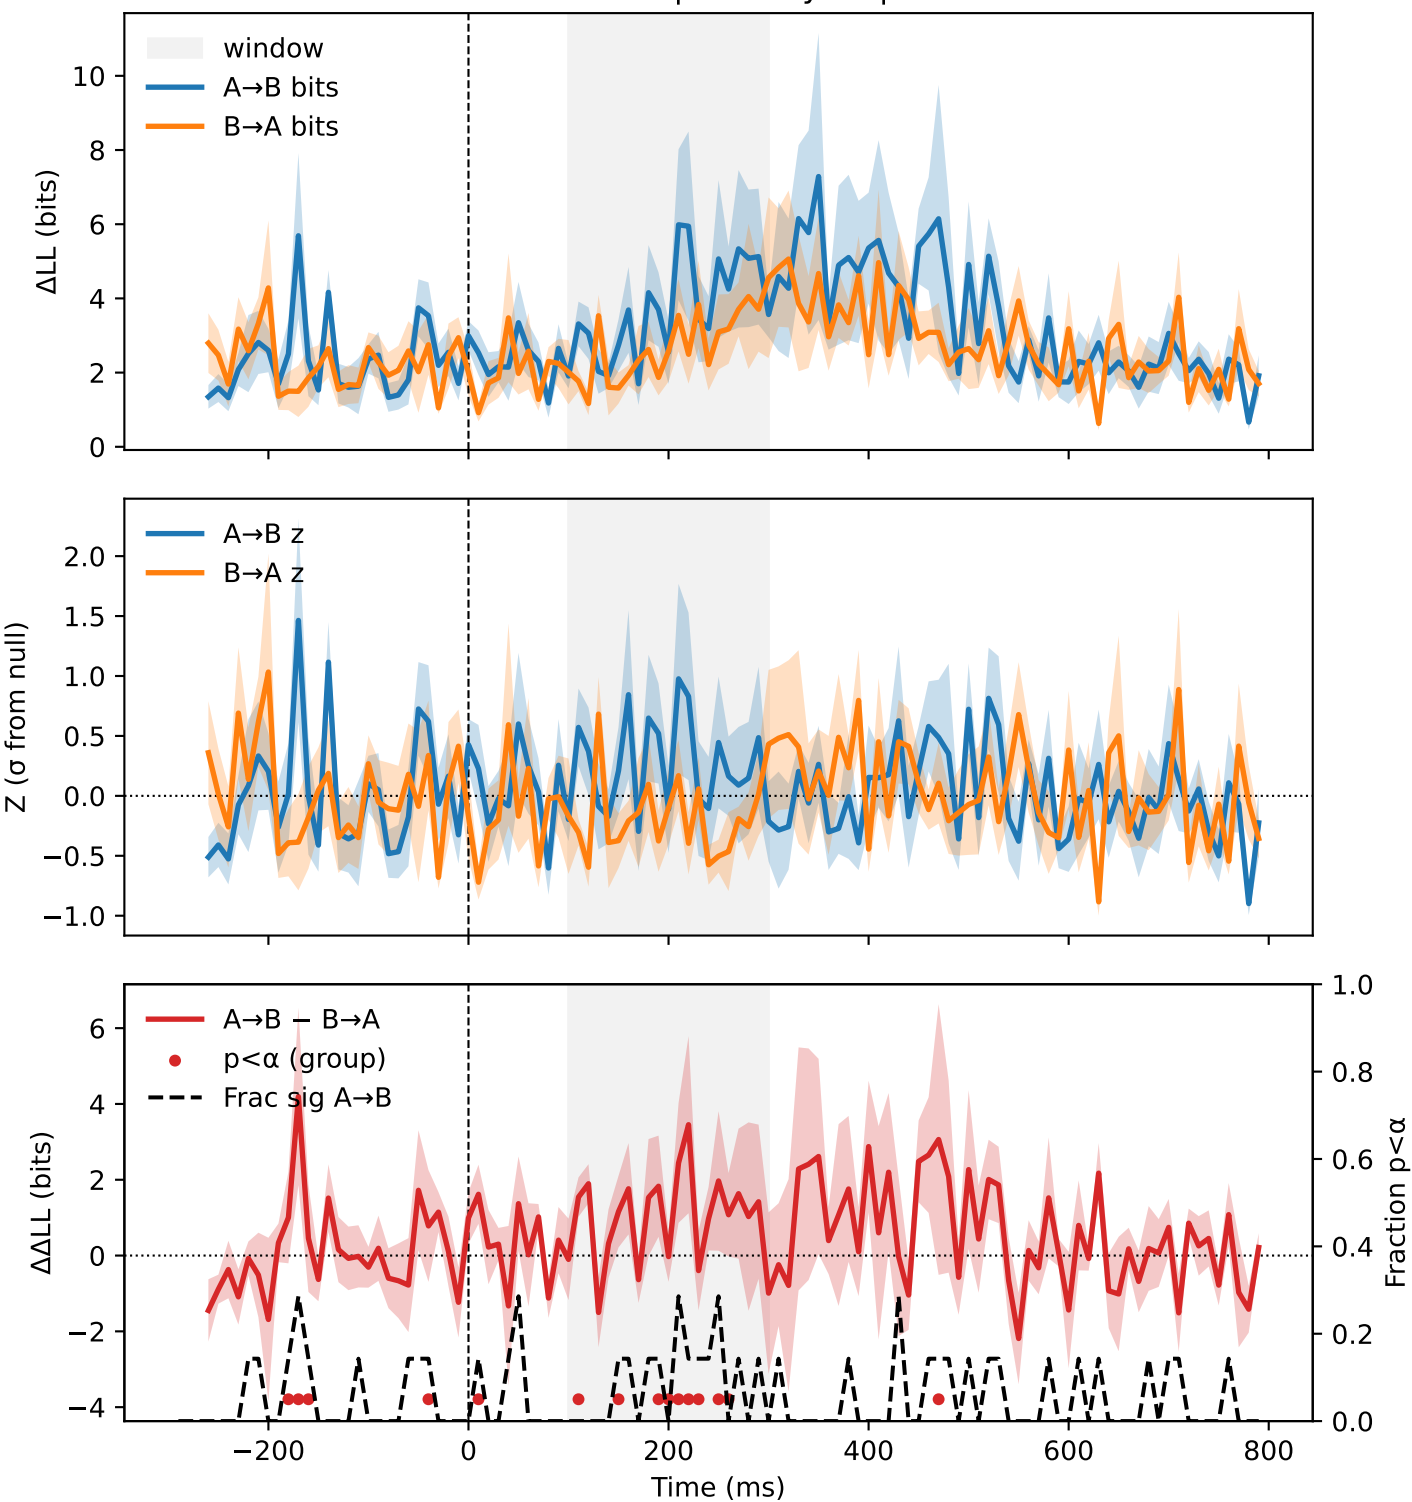 window
A→B bits
B→A bits
ΔLL (bits)
10
8
6
4
2
0
A→B z
B→A z
Z (σ from null)
2.0
1.5
1.0
0.5
0.0
−0.5
−1.0
A→B − B→A
p<α (group)
Frac sig A→B
ΔΔLL (bits)
6
4
2
0
−2
−4
1.0
0.8
0.6
0.4
0.2
0.0
Fraction p<α
−200 0 200 400 600 800
Time (ms)